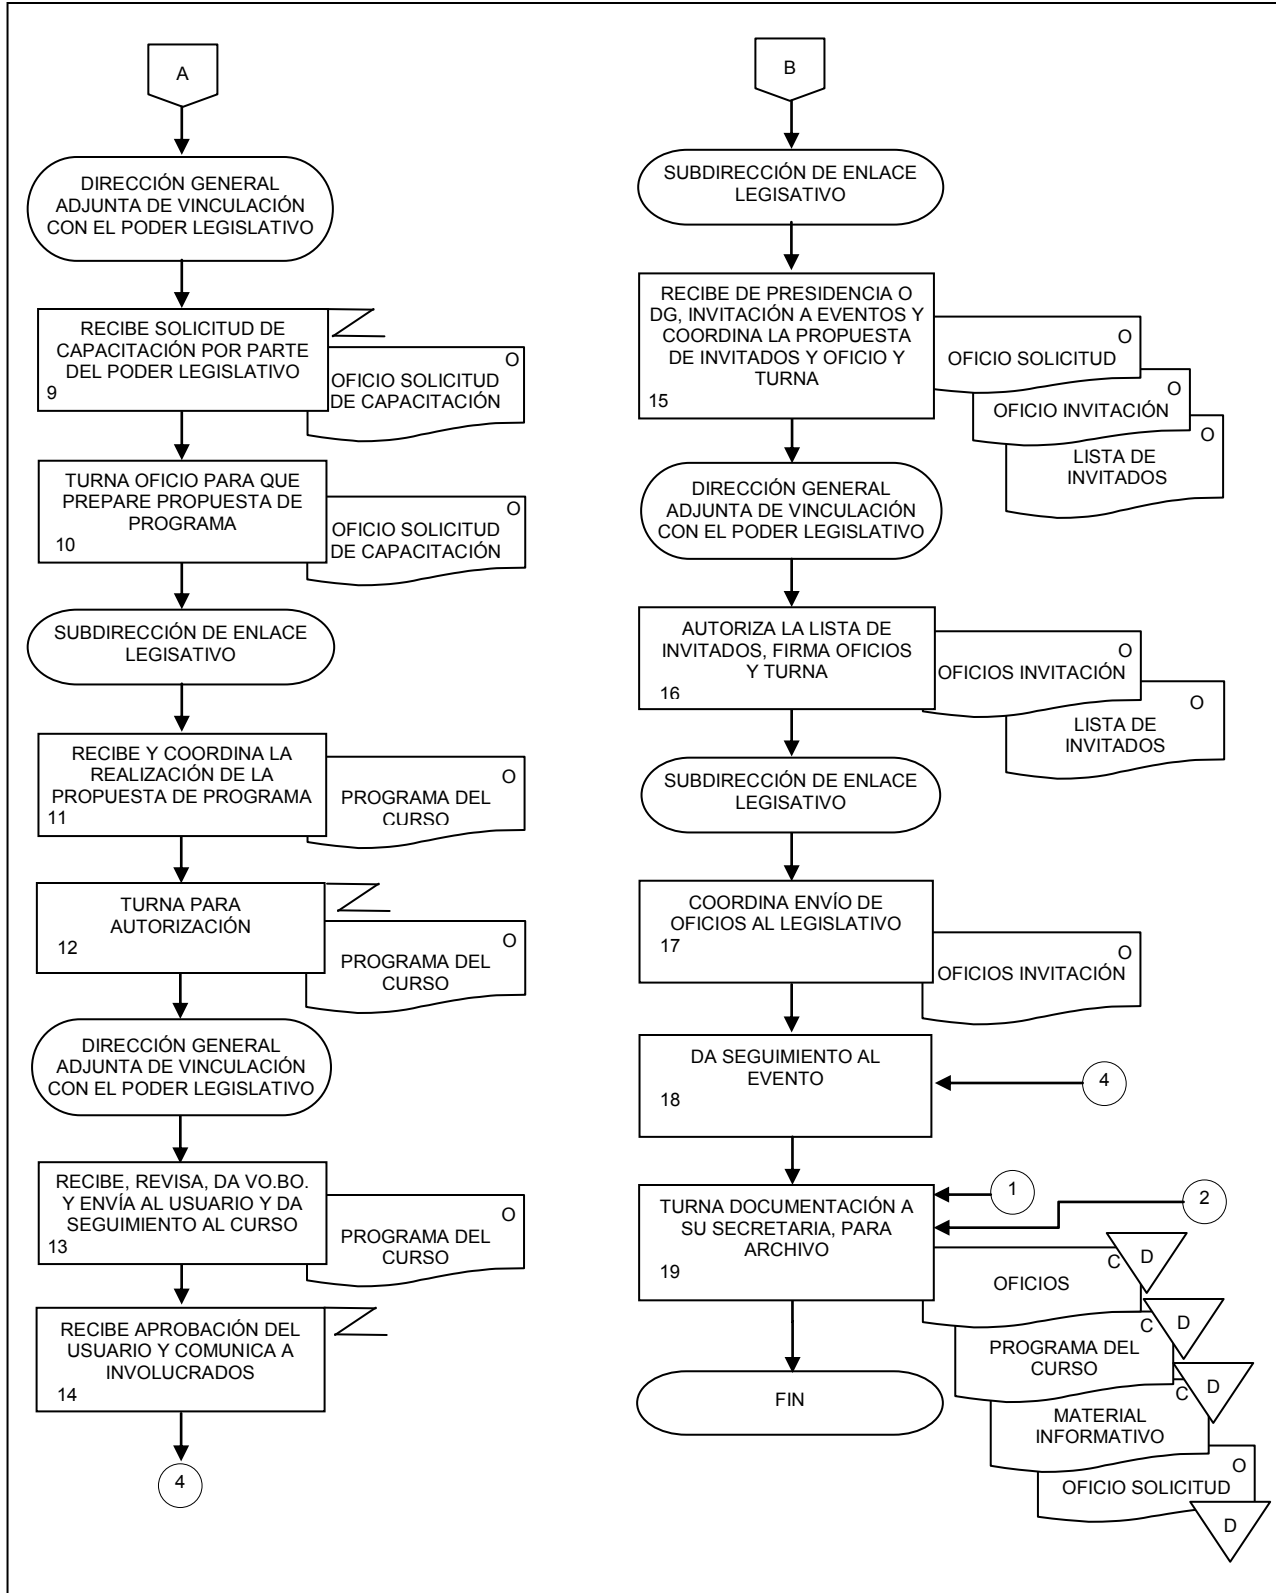 A
DIRECCIÓN GENERAL
ADJUNTA DE VINCULACIÓN
CON EL PODER LEGISLATIVO
RECIBE SOLICITUD DE
CAPACITACIÓN POR PARTE
DEL PODER LEGISLATIVO
9
O
OFICIO SOLICITUD
DE CAPACITACIÓN
TURNA OFICIO PARA QUE
PREPARE PROPUESTA DE
PROGRAMA
10
O
OFICIO SOLICITUD
DE CAPACITACIÓN
SUBDIRECCIÓN DE ENLACE
LEGISATIVO
RECIBE Y COORDINA LA
REALIZACIÓN DE LA
PROPUESTA DE PROGRAMA
11
O
PROGRAMA DEL
CURSO
TURNA PARA
AUTORIZACIÓN
12
O
PROGRAMA DEL
CURSO
DIRECCIÓN GENERAL
ADJUNTA DE VINCULACIÓN
CON EL PODER LEGISLATIVO
RECIBE, REVISA, DA VO.BO.
Y ENVÍA AL USUARIO Y DA
SEGUIMIENTO AL CURSO
13
O
PROGRAMA DEL
CURSO
RECIBE APROBACIÓN DEL
USUARIO Y COMUNICA A
INVOLUCRADOS
14
4
B
SUBDIRECCIÓN DE ENLACE
LEGISATIVO
RECIBE DE PRESIDENCIA O
DG, INVITACIÓN A EVENTOS Y
COORDINA LA PROPUESTA
DE INVITADOS Y OFICIO Y
TURNA
15
O
OFICIO SOLICITUD
O
OFICIO INVITACIÓN
O
LISTA DE
INVITADOS
DIRECCIÓN GENERAL
ADJUNTA DE VINCULACIÓN
CON EL PODER LEGISLATIVO
AUTORIZA LA LISTA DE
INVITADOS, FIRMA OFICIOS
Y TURNA
16
O
OFICIOS INVITACIÓN
O
LISTA DE
INVITADOS
SUBDIRECCIÓN DE ENLACE
LEGISATIVO
COORDINA ENVÍO DE
OFICIOS AL LEGISLATIVO
17
O
OFICIOS INVITACIÓN
DA SEGUIMIENTO AL
EVENTO
18
4
TURNA DOCUMENTACIÓN A
SU SECRETARIA, PARA
ARCHIVO
19
1
2
C
D
OFICIOS
C
D
PROGRAMA DEL
CURSO
C
D
MATERIAL
INFORMATIVO
O
OFICIO SOLICITUD
D
FIN